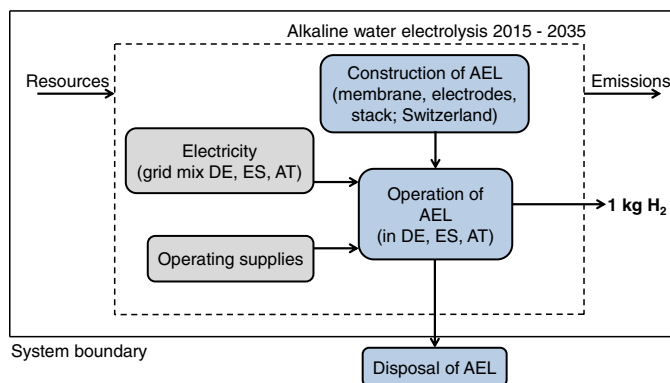 Alkaline water electrolysis 2015 - 2035
Resources
Construction of AEL
(membrane, electrodes,
stack; Switzerland)
Emissions
Electricity
(grid mix DE, ES, AT)
Operation of
AEL
(in DE, ES, AT)
1 kg H₂
Operating supplies
System boundary
Disposal of AEL